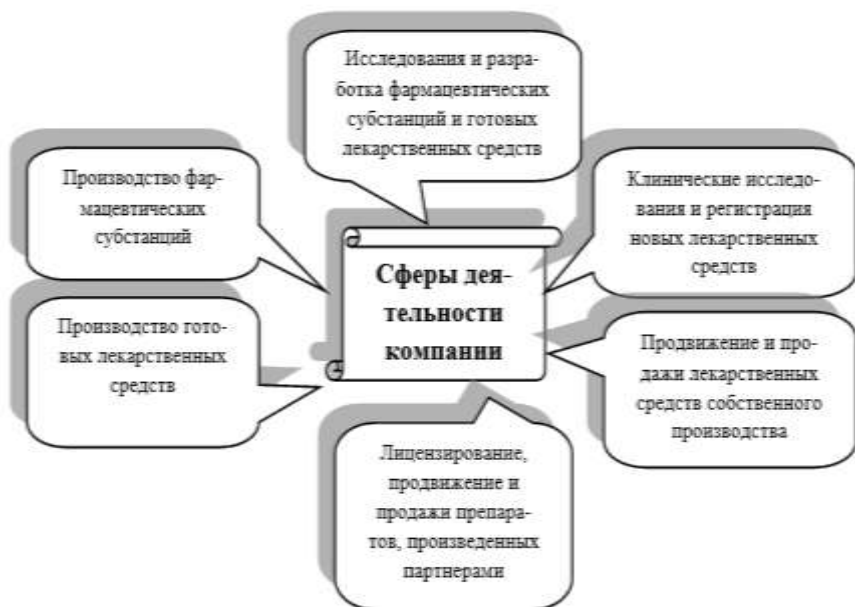 Исследования и разра-
ботка фармацевтических
субстанций и готовых
лекарственных средств
Производство фар-
мацевтических
субстанций
Клинические исследо-
вания и регистрация
новых лекарственных
средств
Сферы дея-
тельности
компании
Производство гото-
вых лекарственных
средств
Продвижение и про-
дажи лекарственных
средств собственного
производства
Лицензирование,
продвижение и
продажи препара-
тов, произведенных
партнерами